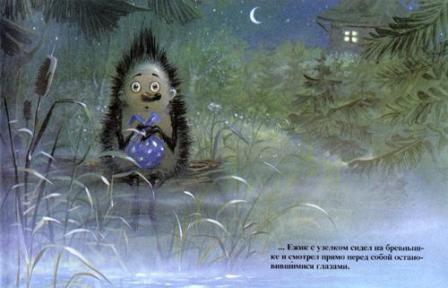 ... Ежик с узелком сидел на бревныш-
ке и смотрел прямо перед собой остано-
вившимися глазами.